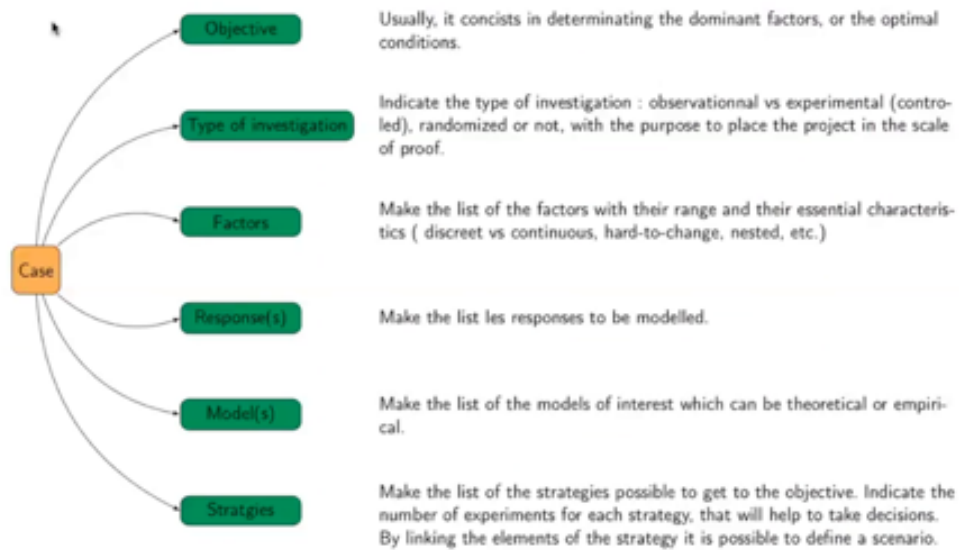 Objective
Usually, it concists in determinating the dominant factors, or the optimal
conditions.
Type of investigation
Indicate the type of investigation : observationnal vs experimental (contro-
led), randomized or not, with the purpose to place the project in the scale
of proof.
Factors
Make the list of the factors with their range and their essential characteris-
tics ( discreet vs continuous, hard-to-change, nested, etc.)
Case
Response(s)
Make the list les responses to be modelled.
Model(s)
Make the list of the models of interest which can be theoretical or empiri-
cal.
Stratgies
Make the list of the strategies possible to get to the objective. Indicate the
number of experiments for each strategy, that will help to take decisions.
By linking the elements of the strategy it is possible to define a scenario.